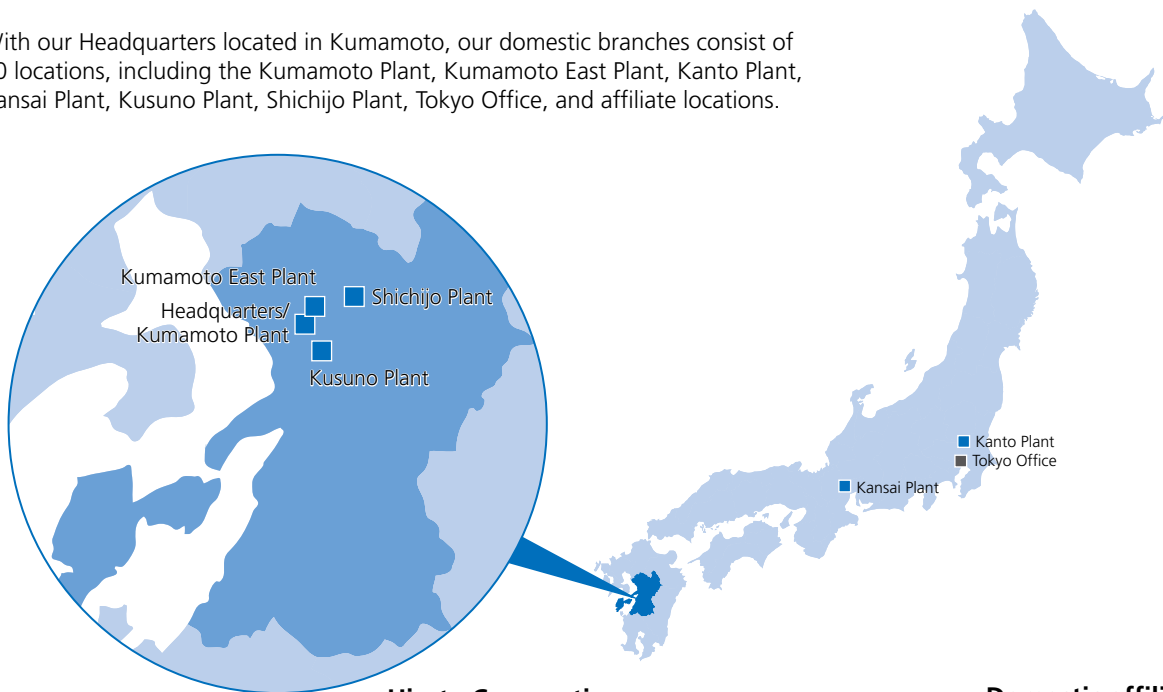 ith our Headquarters located in Kumamoto, our domestic branches consist of
0 locations, including the Kumamoto Plant, Kumamoto East Plant, Kanto Plant,
ansai Plant, Kusuno Plant, Shichijo Plant, Tokyo Office, and affiliate locations.
Kumamoto East Plant
Headquarters/
Kumamoto Plant
Shichijo Plant
Kusuno Plant
Kanto Plant
Tokyo Office
Kansai Plant